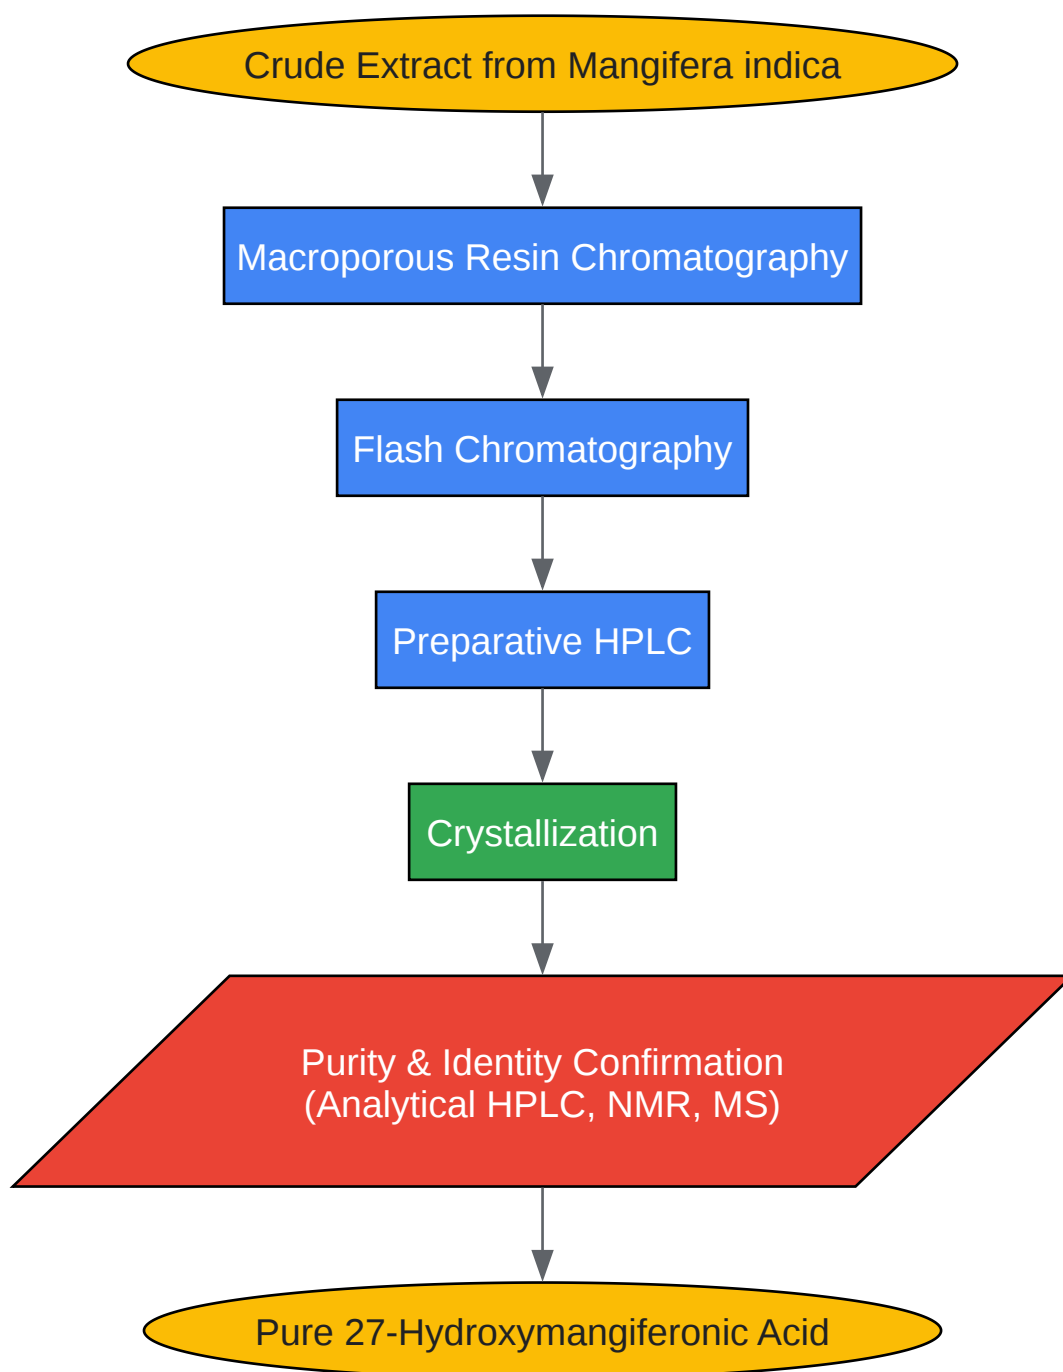 Crude Extract from Mangifera indica
Macroporous Resin Chromatography
Flash Chromatography
Preparative HPLC
Crystallization
Purity & Identity Confirmation
(Analytical HPLC, NMR, MS)
Pure 27-Hydroxymangiferonic Acid